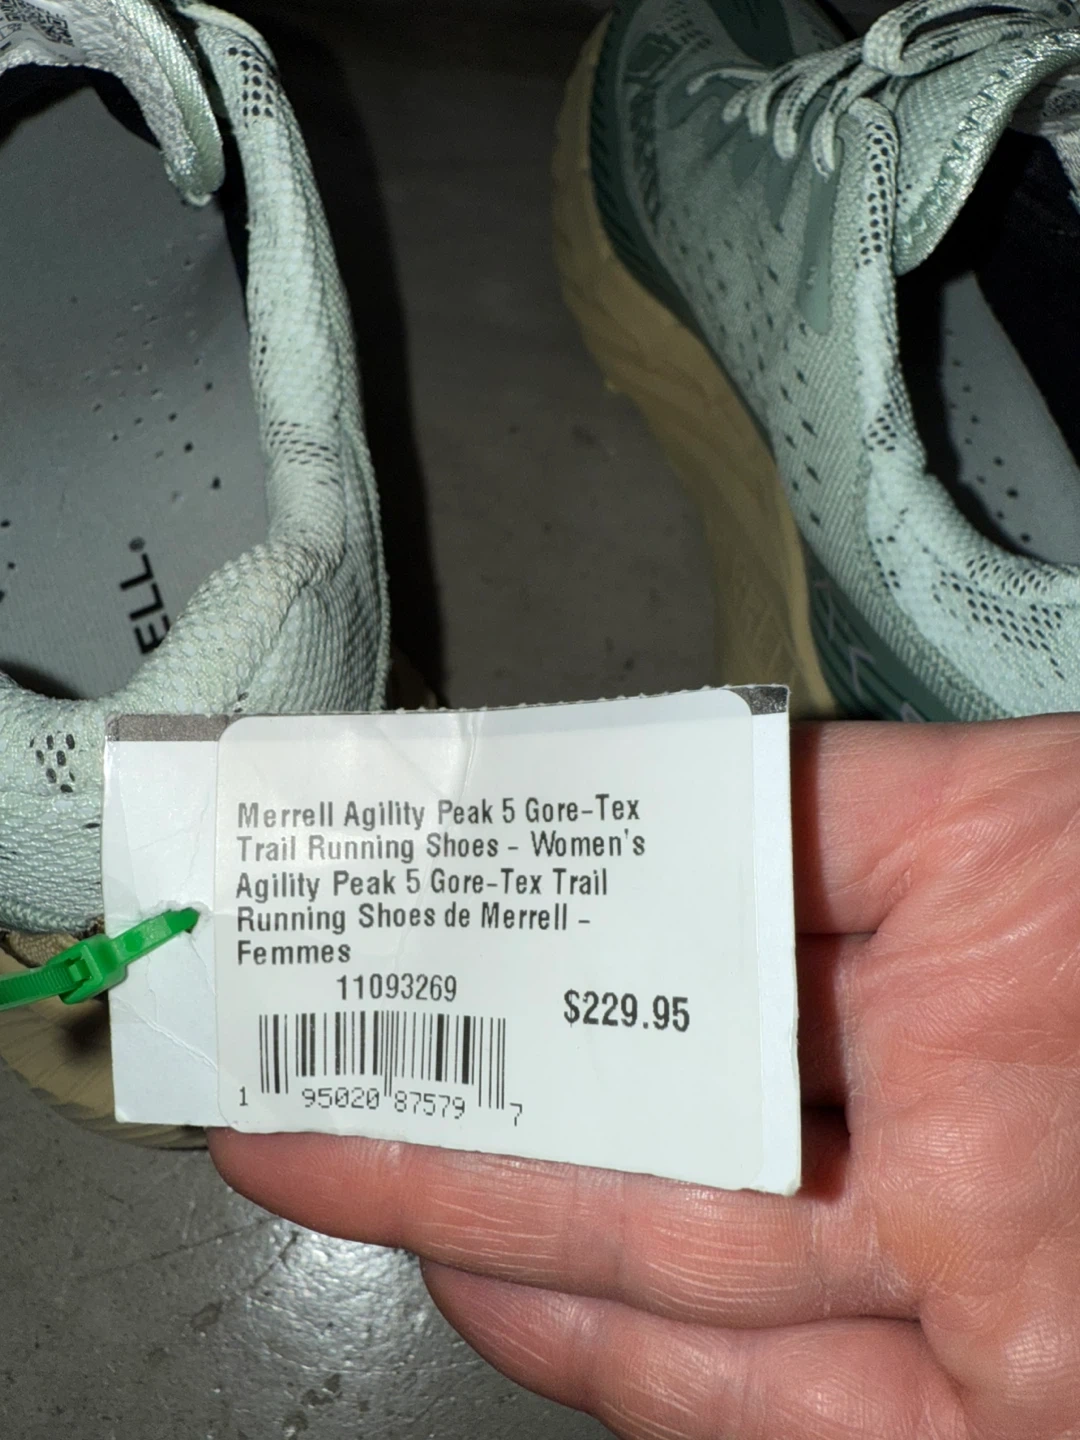 ELL
Merrell Agility Peak 5 Gore-Tex
Trail Running Shoes - Women's
Agility Peak 5 Gore-Tex Trail
Running Shoes de Merrell -
Femmes
11093269
$229.95
1 95020 87579 7